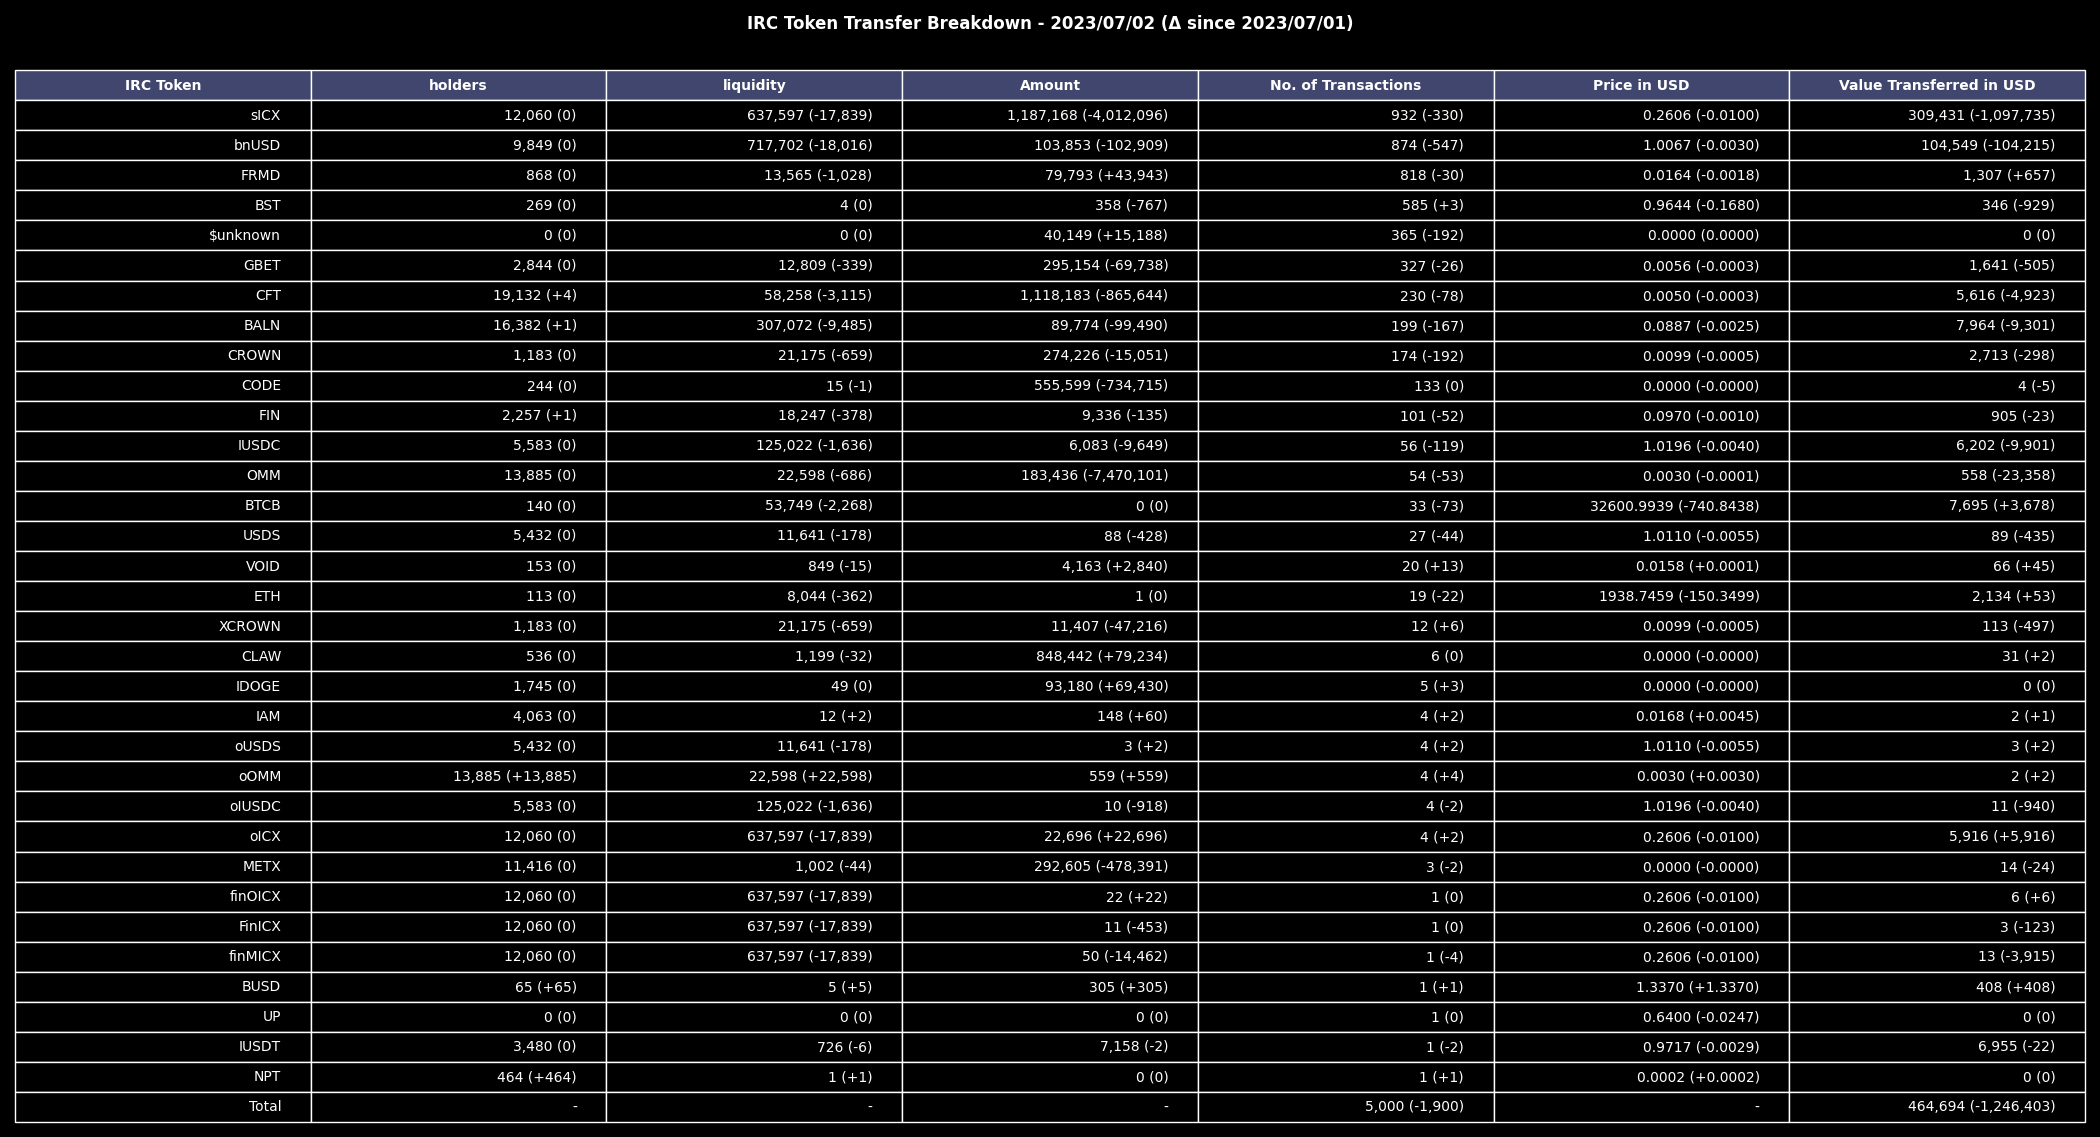 IRC Token Transfer Breakdown - 2023/07/02 (Δ since 2023/07/01)
IRC Token holders liquidity Amount No. of Transactions Price in USD Value Transferred in USD
sICX 12,060 (0) 637,597 (-17,839) 1,187,168 (-4,012,096) 932 (-330) 0.2606 (-0.0100) 309,431 (-1,097,735)
bnUSD 9,849 (0) 717,702 (-18,016) 103,853 (-102,909) 874 (-547) 1.0067 (-0.0030) 104,549 (-104,215)
FRMD 868 (0) 13,565 (-1,028) 79,793 (+43,943) 818 (-30) 0.0164 (-0.0018) 1,307 (+657)
BST 269 (0) 4 (0) 358 (-767) 585 (+3) 0.9644 (-0.1680) 346 (-929)
$unknown 0 (0) 0 (0) 40,149 (+15,188) 365 (-192) 0.0000 (0.0000) 0 (0)
GBET 2,844 (0) 12,809 (-339) 295,154 (-69,738) 327 (-26) 0.0056 (-0.0003) 1,641 (-505)
CFT 19,132 (+4) 58,258 (-3,115) 1,118,183 (-865,644) 230 (-78) 0.0050 (-0.0003) 5,616 (-4,923)
BALN 16,382 (+1) 307,072 (-9,485) 89,774 (-99,490) 199 (-167) 0.0887 (-0.0025) 7,964 (-9,301)
CROWN 1,183 (0) 21,175 (-659) 274,226 (-15,051) 174 (-192) 0.0099 (-0.0005) 2,713 (-298)
CODE 244 (0) 15 (-1) 555,599 (-734,715) 133 (0) 0.0000 (-0.0000) 4 (-5)
FIN 2,257 (+1) 18,247 (-378) 9,336 (-135) 101 (-52) 0.0970 (-0.0010) 905 (-23)
IUSDC 5,583 (0) 125,022 (-1,636) 6,083 (-9,649) 56 (-119) 1.0196 (-0.0040) 6,202 (-9,901)
OMM 13,885 (0) 22,598 (-686) 183,436 (-7,470,101) 54 (-53) 0.0030 (-0.0001) 558 (-23,358)
BTCB 140 (0) 53,749 (-2,268) 0 (0) 33 (-73) 32600.9939 (-740.8438) 7,695 (+3,678)
USDS 5,432 (0) 11,641 (-178) 88 (-428) 27 (-44) 1.0110 (-0.0055) 89 (-435)
VOID 153 (0) 849 (-15) 4,163 (+2,840) 20 (+13) 0.0158 (+0.0001) 66 (+45)
ETH 113 (0) 8,044 (-362) 1 (0) 19 (-22) 1938.7459 (-150.3499) 2,134 (+53)
XCROWN 1,183 (0) 21,175 (-659) 11,407 (-47,216) 12 (+6) 0.0099 (-0.0005) 113 (-497)
CLAW 536 (0) 1,199 (-32) 848,442 (+79,234) 6 (0) 0.0000 (-0.0000) 31 (+2)
IDOGE 1,745 (0) 49 (0) 93,180 (+69,430) 5 (+3) 0.0000 (-0.0000) 0 (0)
IAM 4,063 (0) 12 (+2) 148 (+60) 4 (+2) 0.0168 (+0.0045) 2 (+1)
oUSDS 5,432 (0) 11,641 (-178) 3 (+2) 4 (+2) 1.0110 (-0.0055) 3 (+2)
oOMM 13,885 (+13,885) 22,598 (+22,598) 559 (+559) 4 (+4) 0.0030 (+0.0030) 2 (+2)
oIUSDC 5,583 (0) 125,022 (-1,636) 10 (-918) 4 (-2) 1.0196 (-0.0040) 11 (-940)
oICX 12,060 (0) 637,597 (-17,839) 22,696 (+22,696) 4 (+2) 0.2606 (-0.0100) 5,916 (+5,916)
METX 11,416 (0) 1,002 (-44) 292,605 (-478,391) 3 (-2) 0.0000 (-0.0000) 14 (-24)
finOICX 12,060 (0) 637,597 (-17,839) 22 (+22) 1 (0) 0.2606 (-0.0100) 6 (+6)
FinICX 12,060 (0) 637,597 (-17,839) 11 (-453) 1 (0) 0.2606 (-0.0100) 3 (-123)
finMICX 12,060 (0) 637,597 (-17,839) 50 (-14,462) 1 (-4) 0.2606 (-0.0100) 13 (-3,915)
BUSD 65 (+65) 5 (+5) 305 (+305) 1 (+1) 1.3370 (+1.3370) 408 (+408)
UP 0 (0) 0 (0) 0 (0) 1 (0) 0.6400 (-0.0247) 0 (0)
IUSDT 3,480 (0) 726 (-6) 7,158 (-2) 1 (-2) 0.9717 (-0.0029) 6,955 (-22)
NPT 464 (+464) 1 (+1) 0 (0) 1 (+1) 0.0002 (+0.0002) 0 (0)
Total - - - 5,000 (-1,900) - 464,694 (-1,246,403)